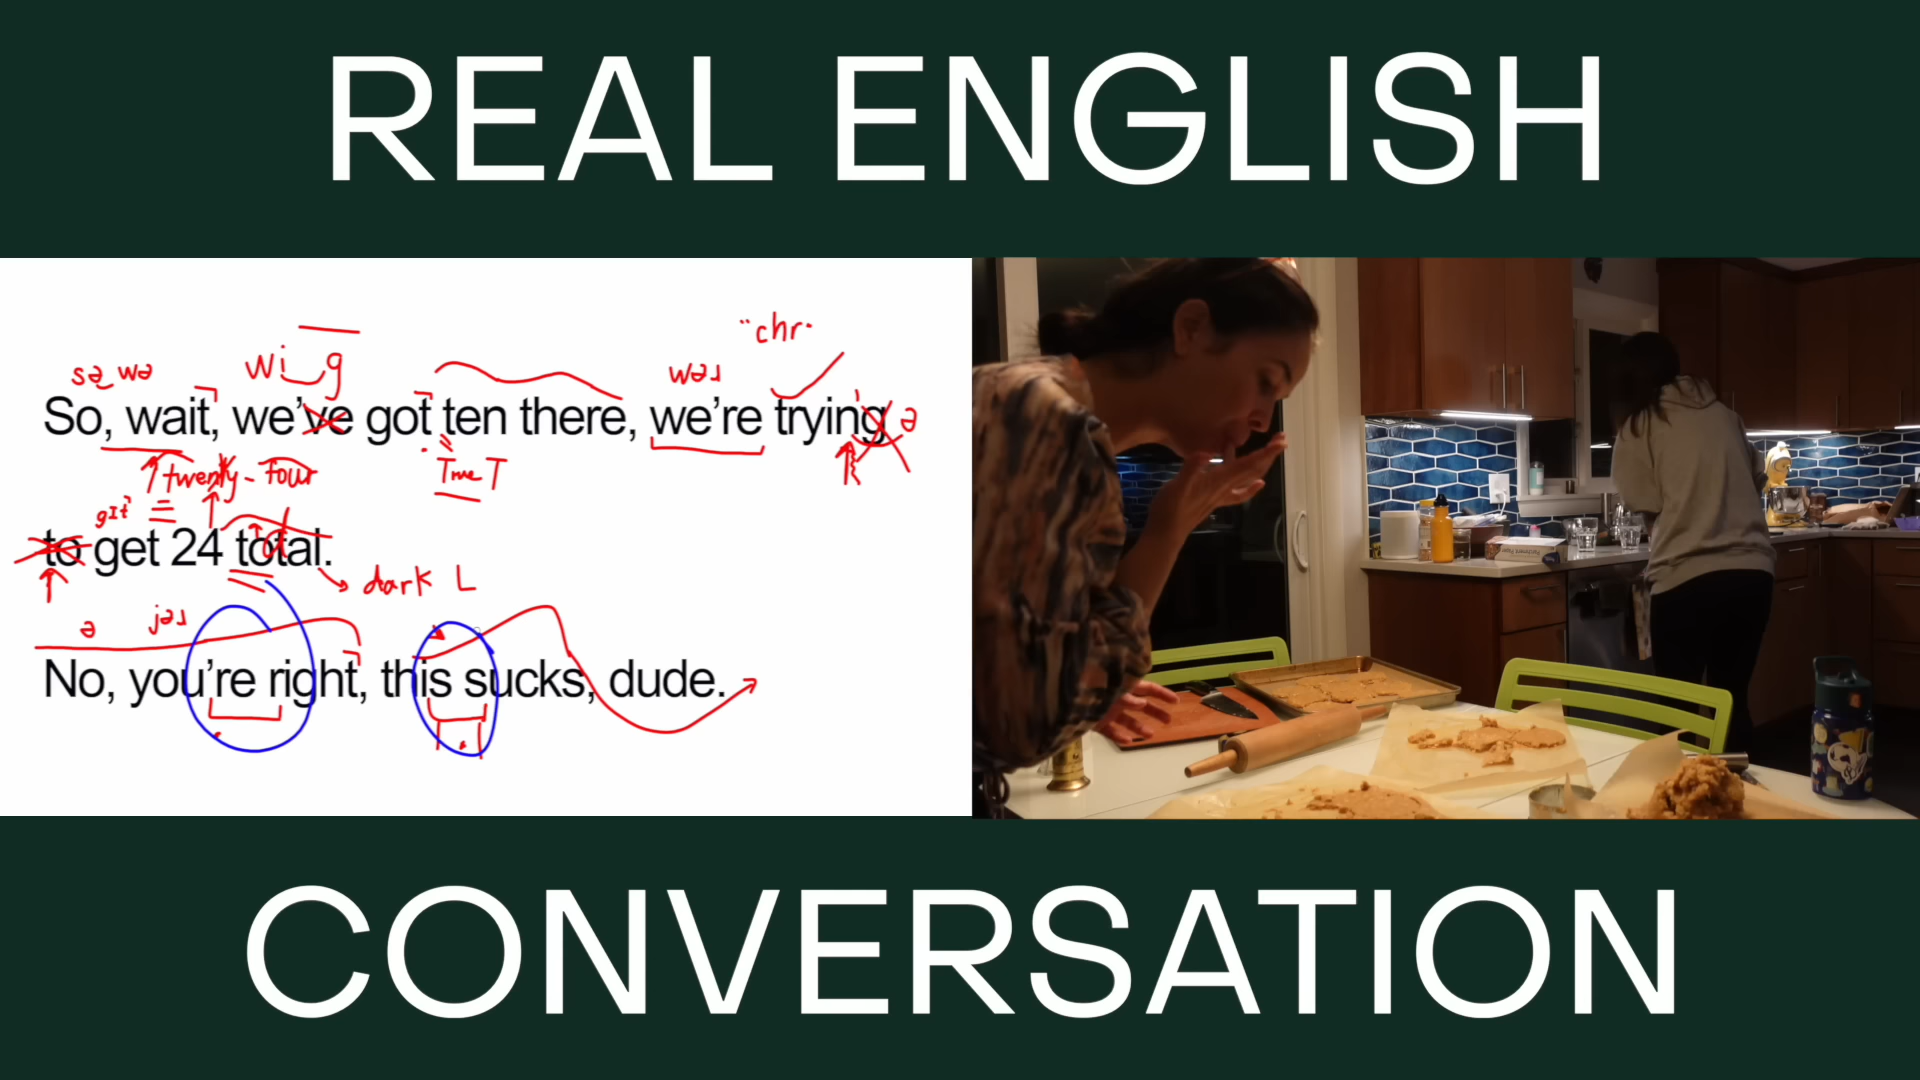 REAL ENGLISH
"chr"
sə wə wi g wəɹ
So, wait, we've got ten there, we're trying ə
twenty-four True T
gɪt
to get 24 total.
dark L
ə jəɹ
No, you're right, this sucks, dude.
CONVERSATION